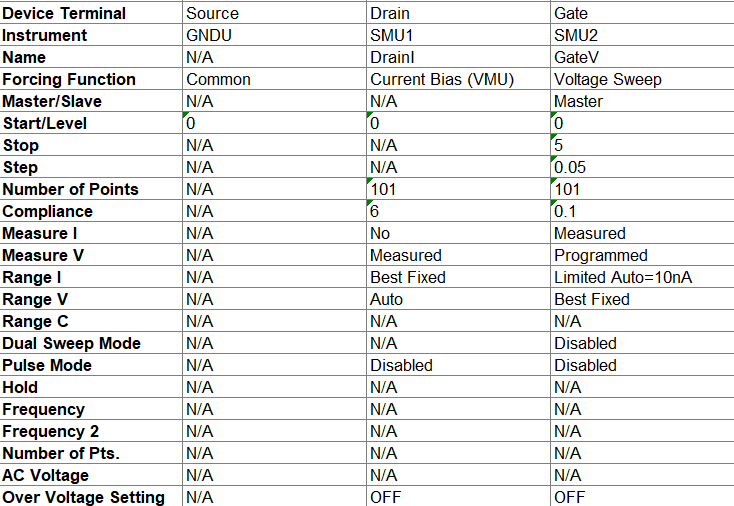 Device Terminal Source Drain Gate
Instrument GNDU SMU1 SMU2
Name N/A DrainI GateV
Forcing Function Common Current Bias (VMU) Voltage Sweep
Master/Slave N/A N/A Master
Start/Level 0 0 0
Stop N/A N/A 5
Step N/A N/A 0.05
Number of Points N/A 101 101
Compliance N/A 6 0.1
Measure I N/A No Measured
Measure V N/A Measured Programmed
Range I N/A Best Fixed Limited Auto=10nA
Range V N/A Auto Best Fixed
Range C N/A N/A N/A
Dual Sweep Mode N/A N/A Disabled
Pulse Mode N/A Disabled Disabled
Hold N/A N/A N/A
Frequency N/A N/A N/A
Frequency 2 N/A N/A N/A
Number of Pts. N/A N/A N/A
AC Voltage N/A N/A N/A
Over Voltage Setting N/A OFF OFF